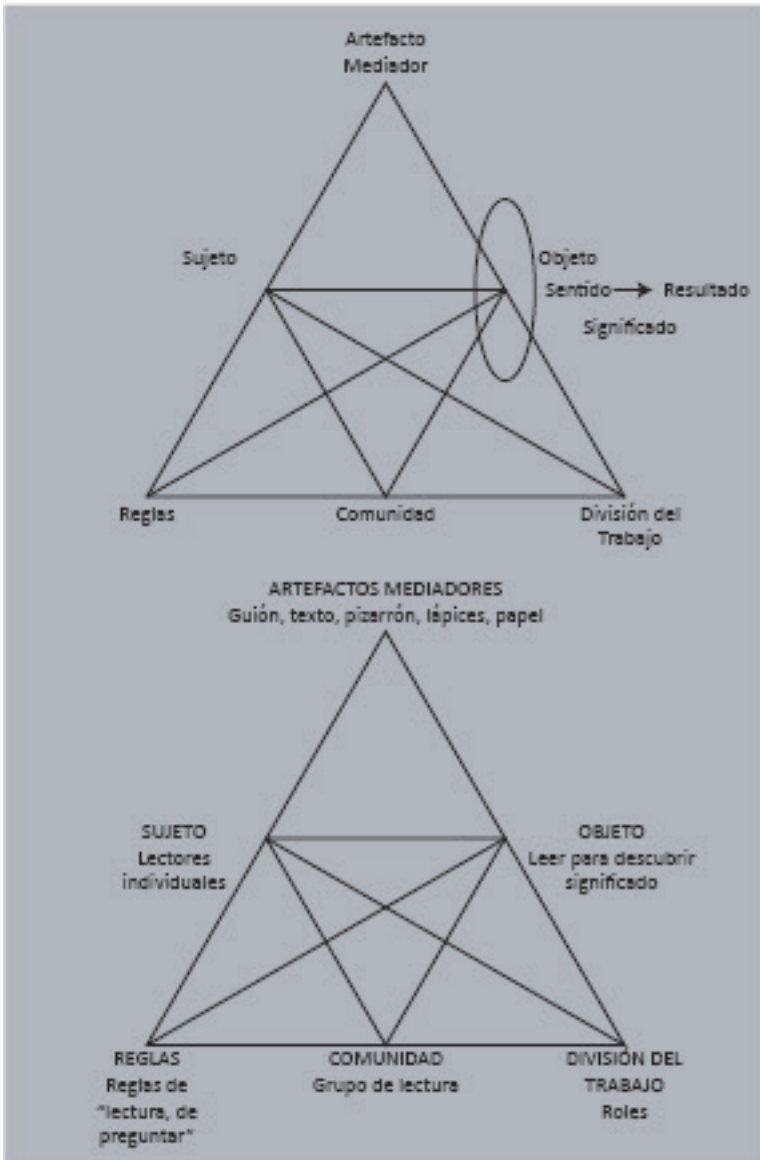 Artefacto
Mediador
Sujeto
Objeto
Sentido → Resultado
Significado
Reglas
Comunidad
División del
Trabajo
ARTEFACTOS MEDIADORES
Guión, texto, pizarrón, lápices, papel
SUJETO
Lectores
individuales
OBJETO
Leer para descubrir
significado
REGLAS
Reglas de
"lectura, de
preguntar"
COMUNIDAD
Grupo de lectura
DIVISIÓN DEL
TRABAJO
Roles